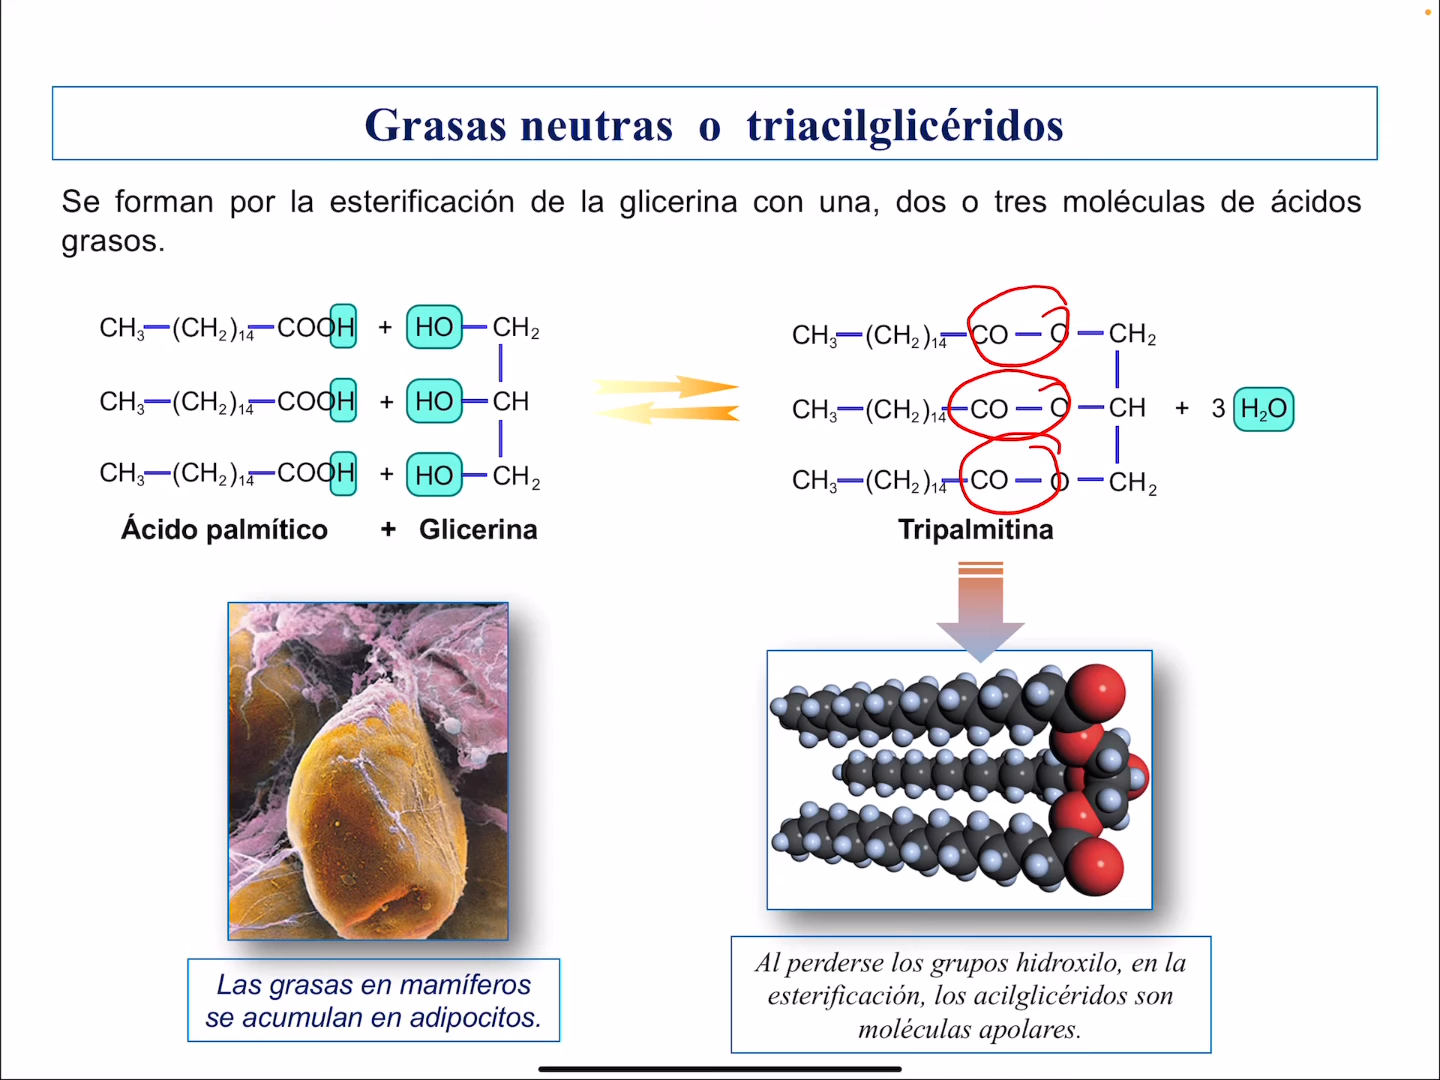 Grasas neutras o triacilglicéridos
Se forman por la esterificación de la glicerina con una, dos o tres moléculas de ácidos
grasos.
CH₃—(CH₂)₁₄—COOH + HO—CH₂
CH₃—(CH₂)₁₄—COOH + HO—CH
CH₃—(CH₂)₁₄—COOH + HO—CH₂
Ácido palmítico + Glicerina
CH₃—(CH₂)₁₄—CO—O—CH₂
CH₃—(CH₂)₁₄—CO—O—CH + 3 H₂O
CH₃—(CH₂)₁₄—CO—O—CH₂
Tripalmitina
Las grasas en mamíferos
se acumulan en adipocitos.
Al perderse los grupos hidroxilo, en la
esterificación, los acilglicéridos son
moléculas apolares.